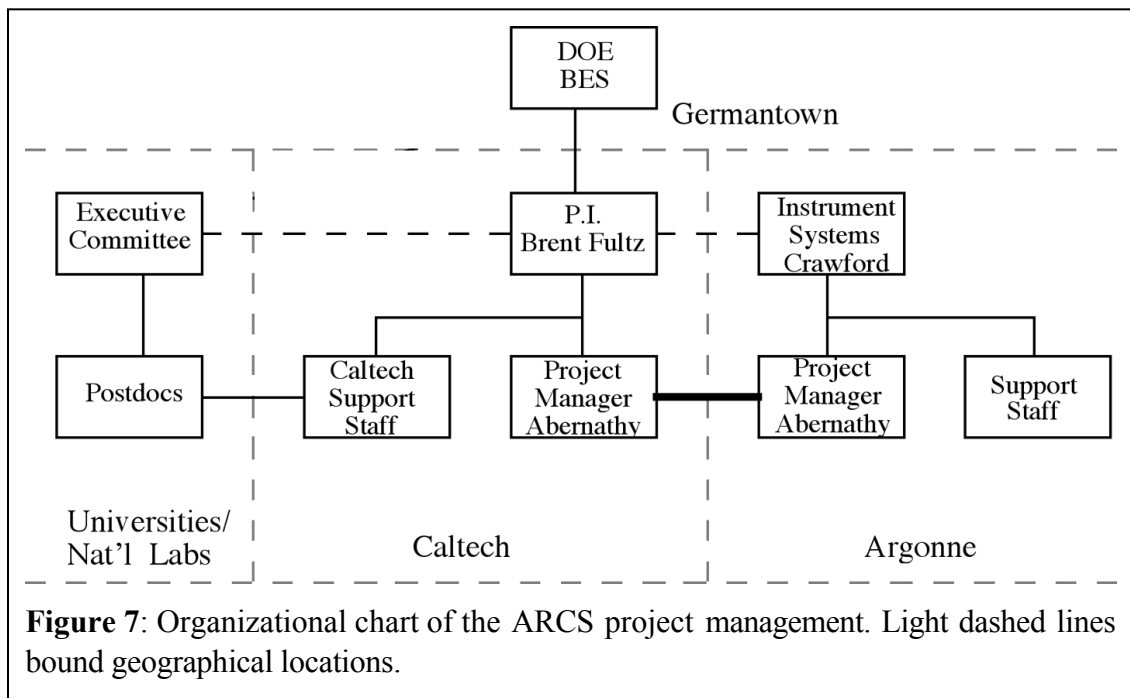 DOE
BES
Germantown
Executive
Committee
P.I.
Brent Fultz
Instrument
Systems
Crawford
Postdocs
Caltech
Support
Staff
Project
Manager
Abernathy
Project
Manager
Abernathy
Support
Staff
Universities/
Nat'l Labs
Caltech
Argonne
Figure 7: Organizational chart of the ARCS project management. Light dashed lines
bound geographical locations.